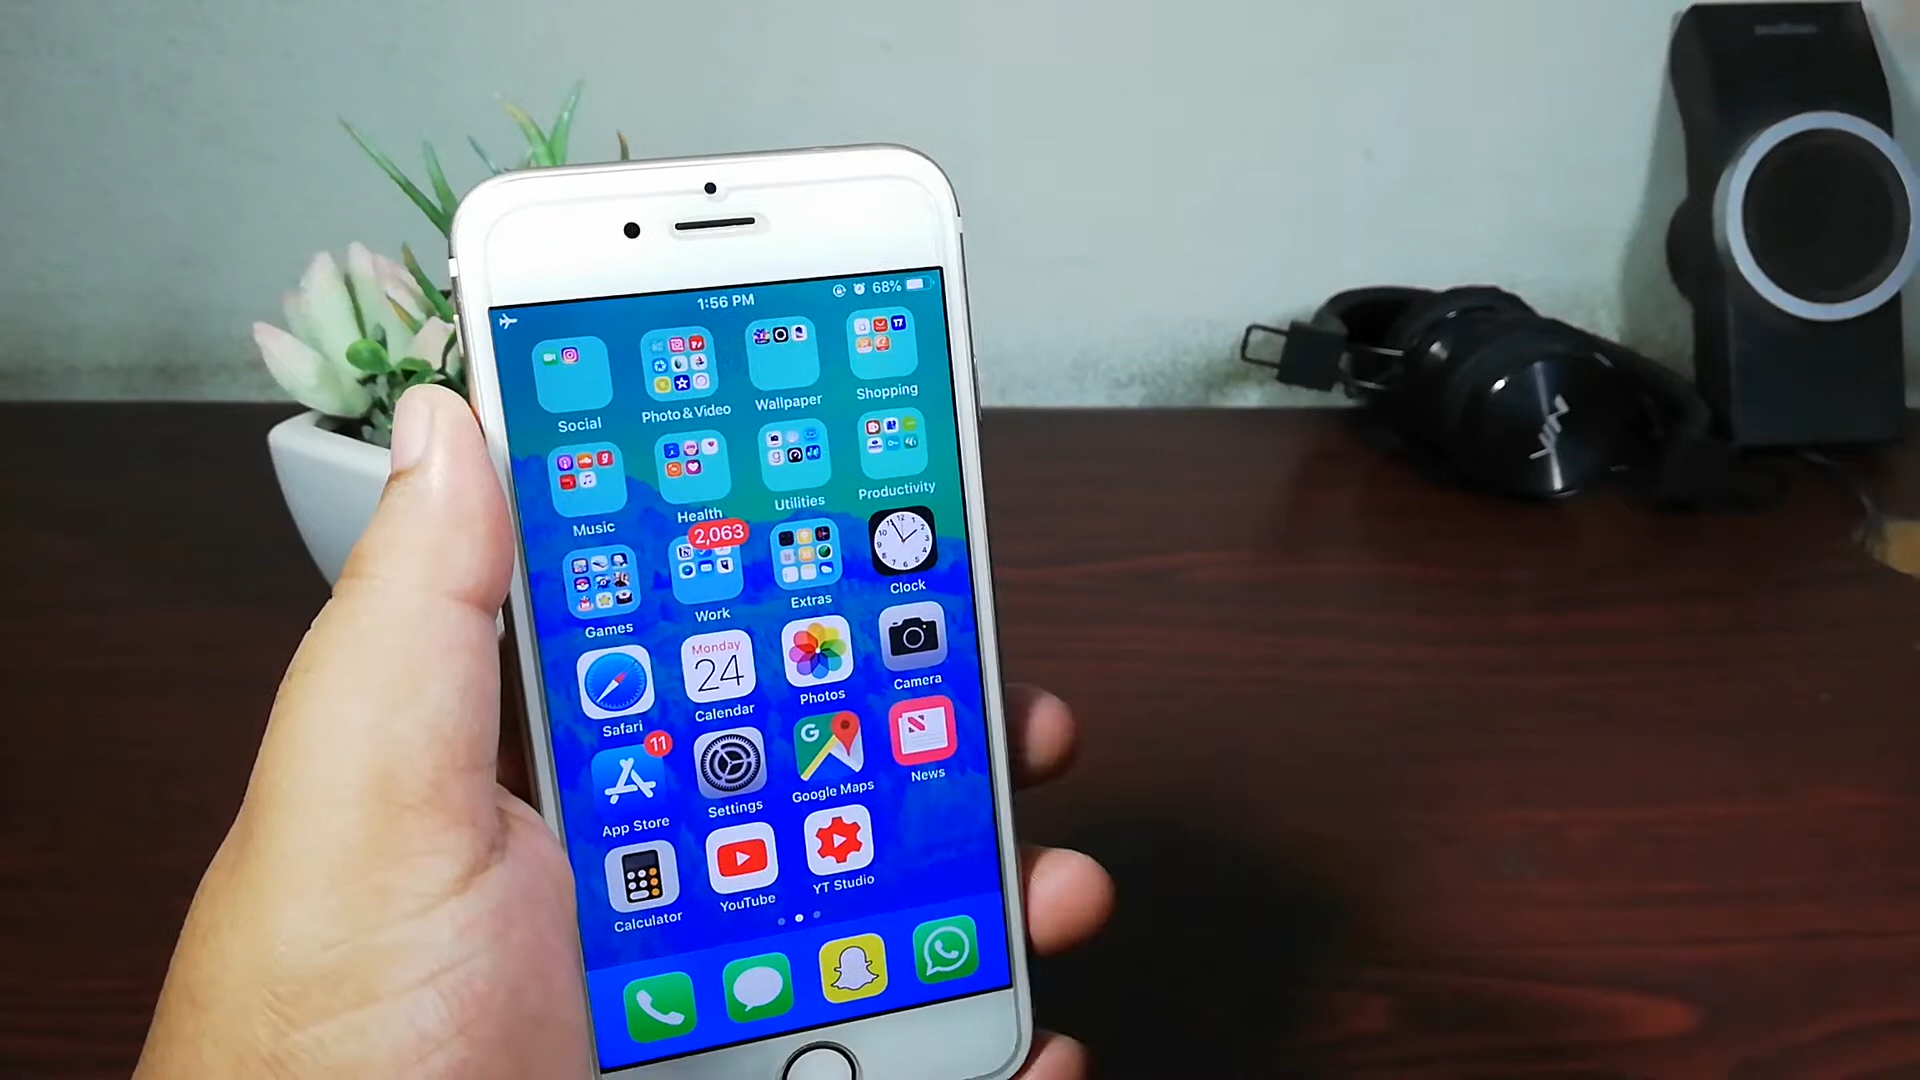 1:56 PM
68%
Social
Photo & Video
Wallpaper
Shopping
17
Music
Health
Utilities
Productivity
2,063
Games
Work
Extras
Clock
Monday
24
Safari
Calendar
Photos
Camera
11
App Store
Settings
Google Maps
News
Calculator
YouTube
YT Studio